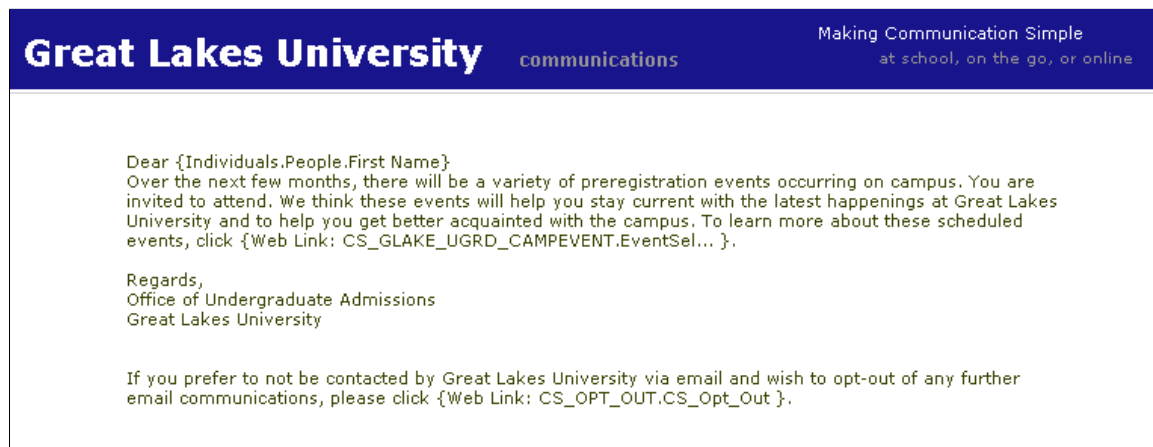 Great Lakes University communications
Making Communication Simple
at school, on the go, or online
Dear {Individuals.People.First Name}
Over the next few months, there will be a variety of preregistration events occurring on campus. You are
invited to attend. We think these events will help you stay current with the latest happenings at Great Lakes
University and to help you get better acquainted with the campus. To learn more about these scheduled
events, click {Web Link: CS_GLAKE_UGRD_CAMPEVENT.EventSel... }.
Regards,
Office of Undergraduate Admissions
Great Lakes University
If you prefer to not be contacted by Great Lakes University via email and wish to opt-out of any further
email communications, please click {Web Link: CS_OPT_OUT.CS_Opt_Out }.